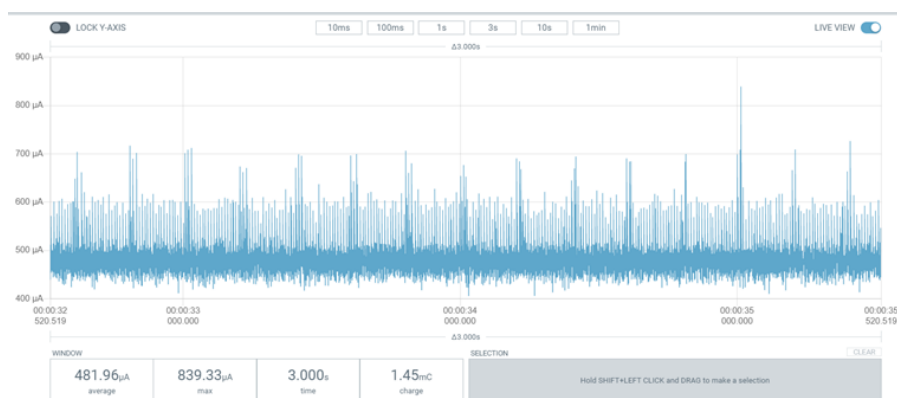 LOCK Y-AXIS 10ms 100ms 1s 3s 10s 1min LIVE VIEW
Δ3.000s
900 µA
800 µA
700 µA
600 µA
500 µA
400 µA
00:00:32 00:00:33 00:00:34 00:00:35 00:00:35
520.519 000.000 000.000 000.000 520.519
Δ3.000s
WINDOW SELECTION CLEAR
481.96µA 839.33µA 3.000s 1.45mC
average max time charge
Hold SHIFT+LEFT CLICK and DRAG to make a selection